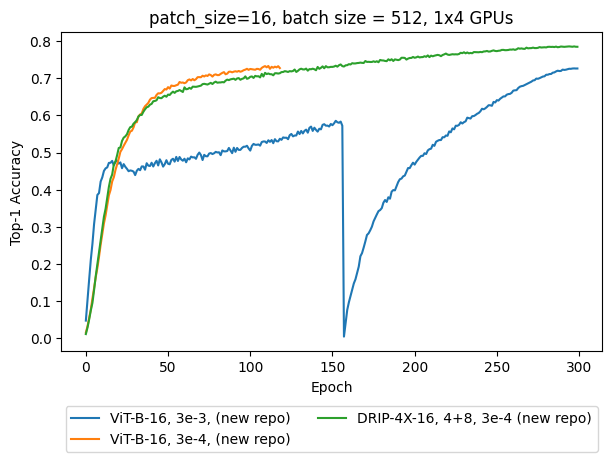 patch_size=16, batch size = 512, 1x4 GPUs
0.8
0.7
0.6
0.5
0.4
0.3
0.2
0.1
0.0
Top-1 Accuracy
0 50 100 150 200 250 300
Epoch
ViT-B-16, 3e-3, (new repo)
ViT-B-16, 3e-4, (new repo)
DRIP-4X-16, 4+8, 3e-4 (new repo)